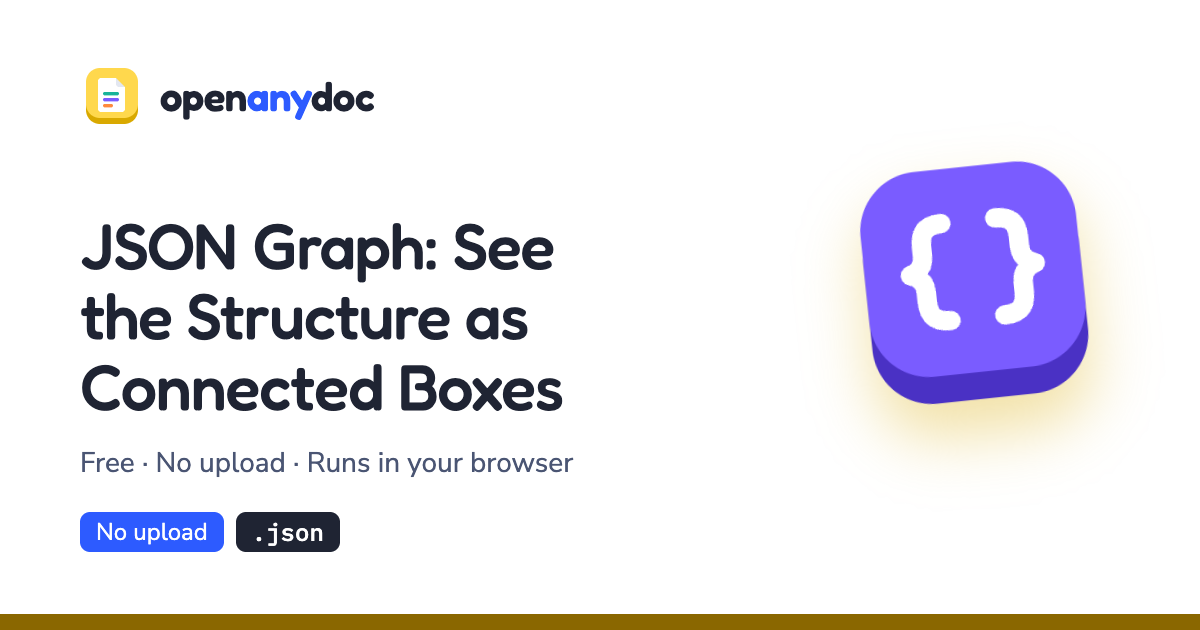 openanydoc
JSON Graph: See
the Structure as
Connected Boxes
Free · No upload · Runs in your browser
No upload
.json
{ }